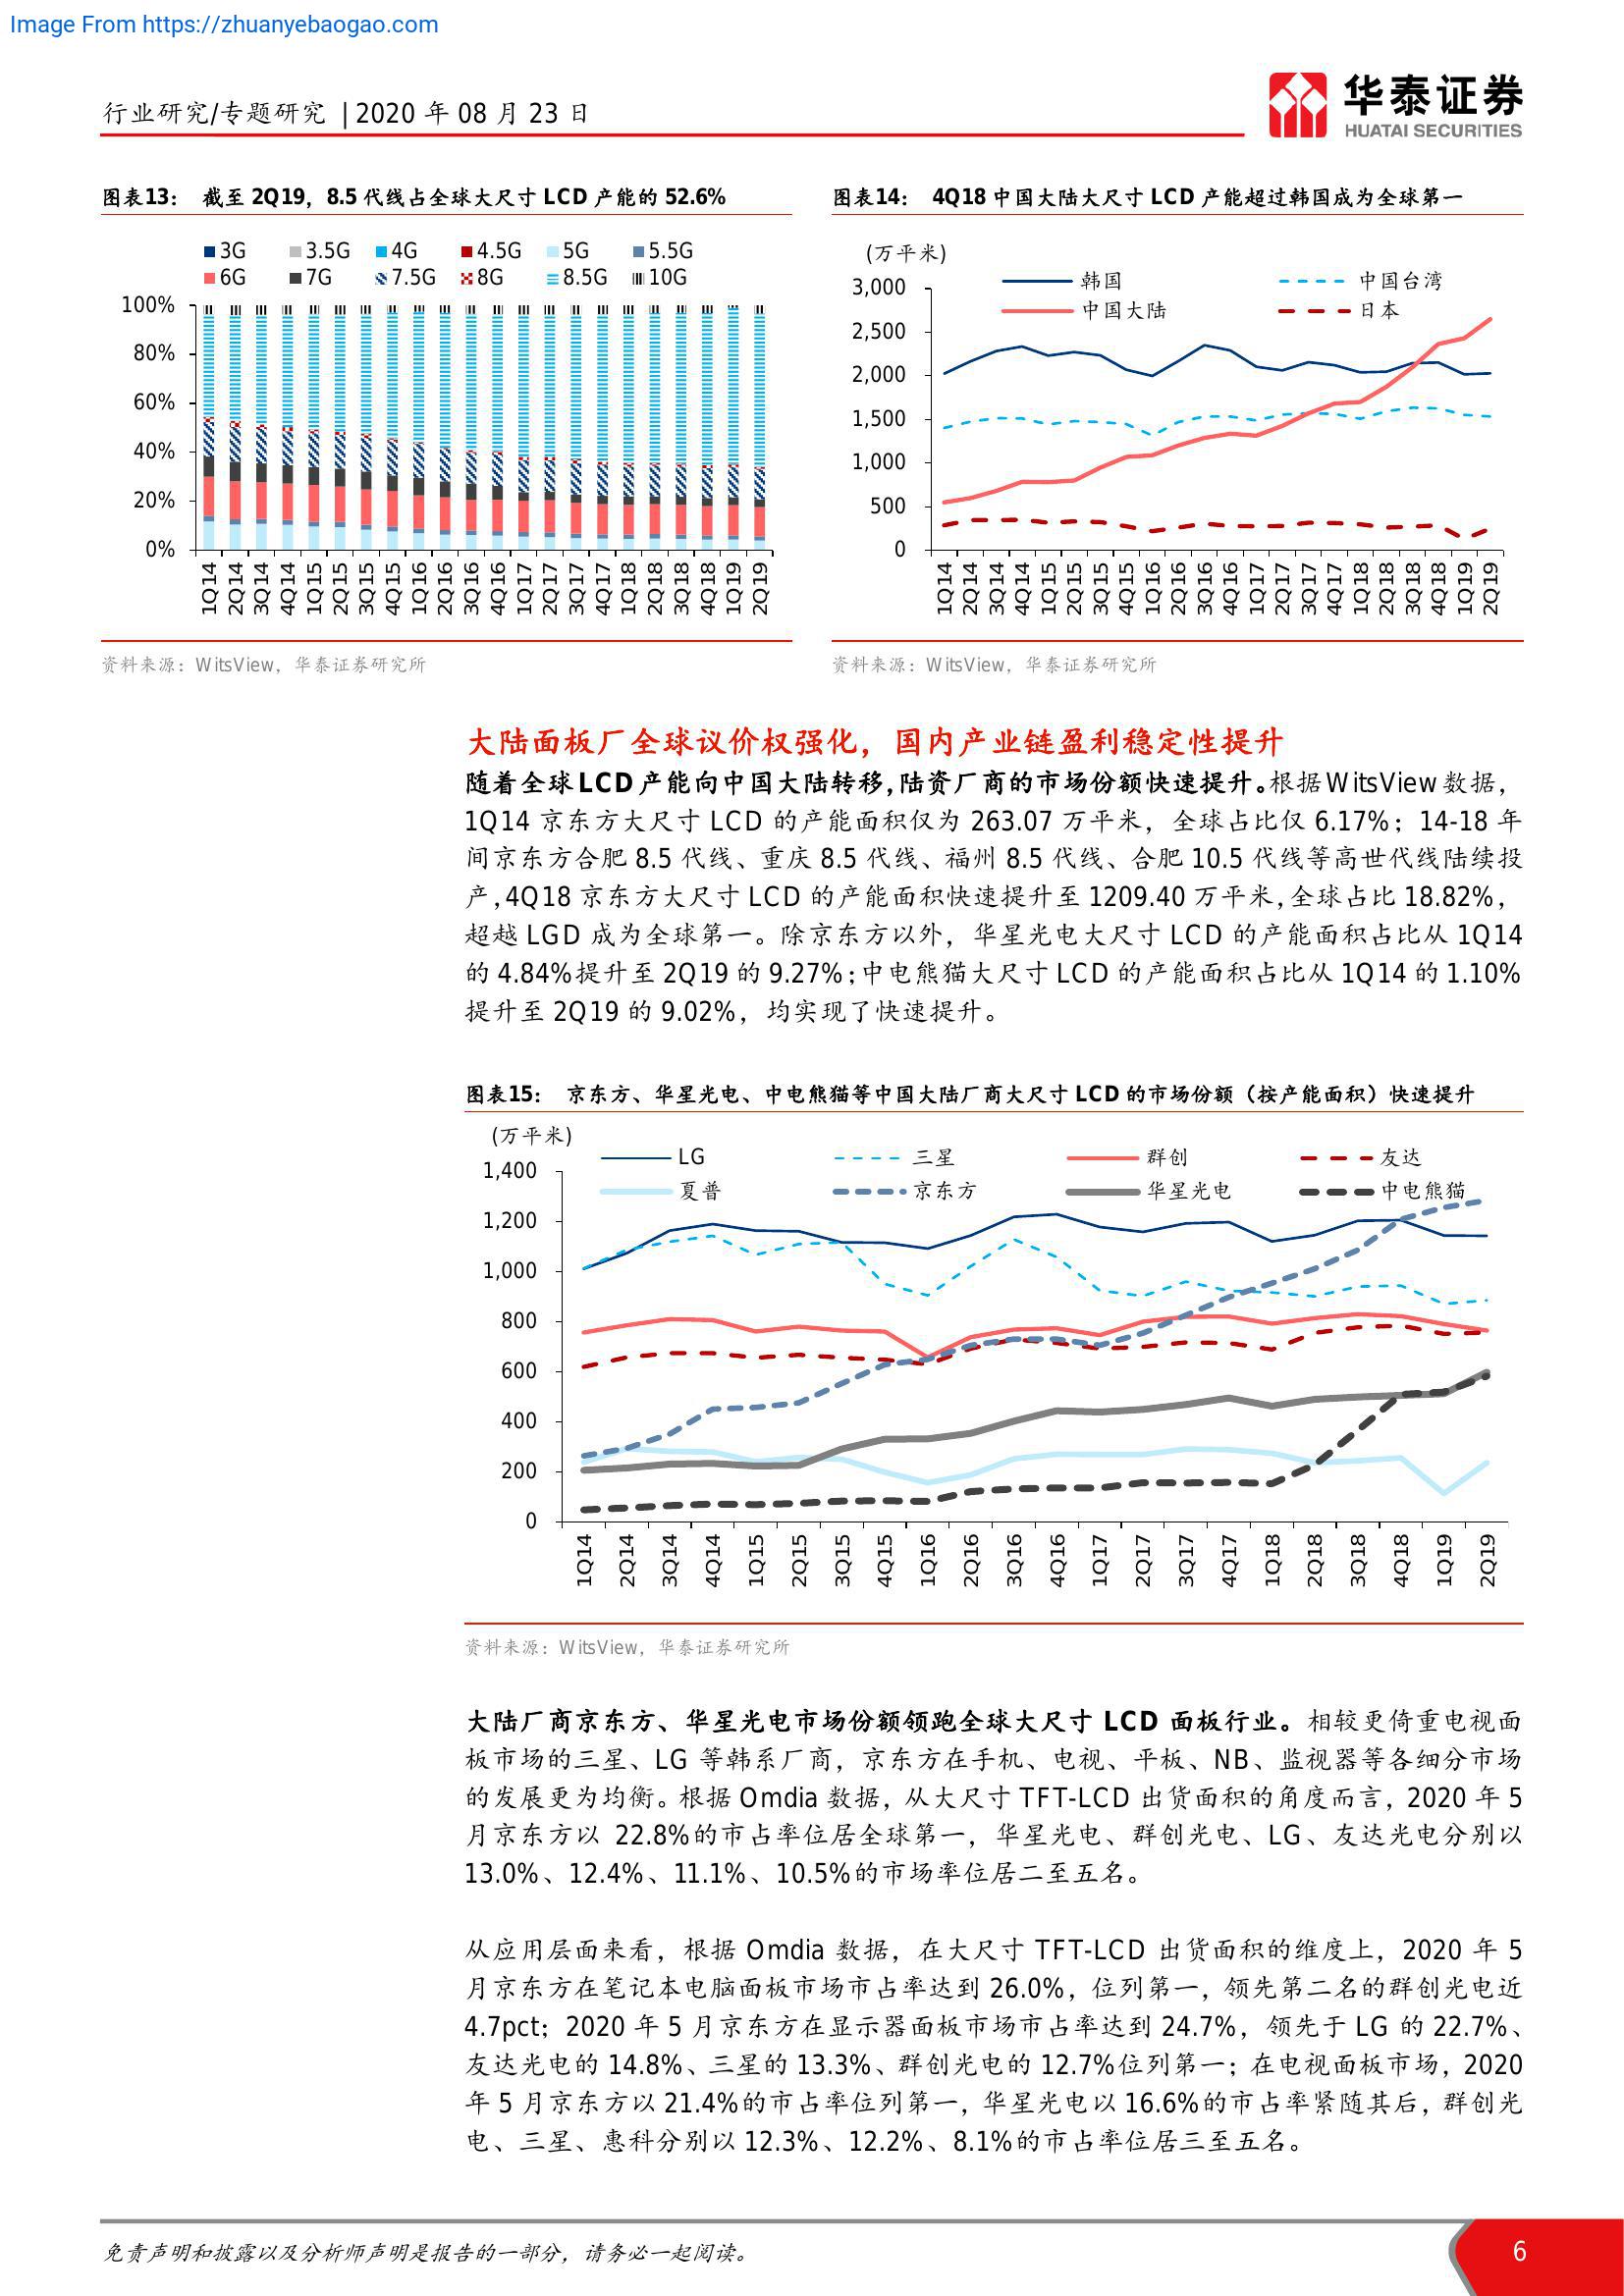 Image From https://zhuanyebaogao.com
行业研究/专题研究 | 2020 年 08 月 23 日
华泰证券
HUATAI SECURITIES
图表13： 截至 2Q19，8.5 代线占全球大尺寸 LCD 产能的 52.6%
3G 3.5G 4G 4.5G 5G 5.5G
6G 7G 7.5G 8G 8.5G 10G
100%
80%
60%
40%
20%
0%
1Q14 2Q14 3Q14 4Q14 1Q15 2Q15 3Q15 4Q15 1Q16 2Q16 3Q16 4Q16 1Q17 2Q17 3Q17 4Q17 1Q18 2Q18 3Q18 4Q18 1Q19 2Q19
资料来源：WitsView，华泰证券研究所
图表14： 4Q18 中国大陆大尺寸 LCD 产能超过韩国成为全球第一
(万平米)
韩国 中国台湾
中国大陆 日本
3,000
2,500
2,000
1,500
1,000
500
0
1Q14 2Q14 3Q14 4Q14 1Q15 2Q15 3Q15 4Q15 1Q16 2Q16 3Q16 4Q16 1Q17 2Q17 3Q17 4Q17 1Q18 2Q18 3Q18 4Q18 1Q19 2Q19
资料来源：WitsView，华泰证券研究所
大陆面板厂全球议价权强化，国内产业链盈利稳定性提升
随着全球LCD产能向中国大陆转移，陆资厂商的市场份额快速提升。根据WitsView数据，
1Q14 京东方大尺寸 LCD 的产能面积仅为 263.07 万平米，全球占比仅 6.17%；14-18 年
间京东方合肥 8.5 代线、重庆 8.5 代线、福州 8.5 代线、合肥 10.5 代线等高世代线陆续投
产，4Q18 京东方大尺寸 LCD 的产能面积快速提升至 1209.40 万平米，全球占比 18.82%，
超越 LGD 成为全球第一。除京东方以外，华星光电大尺寸 LCD 的产能面积占比从 1Q14
的 4.84%提升至 2Q19 的 9.27%；中电熊猫大尺寸 LCD 的产能面积占比从 1Q14 的 1.10%
提升至 2Q19 的 9.02%，均实现了快速提升。
图表15： 京东方、华星光电、中电熊猫等中国大陆厂商大尺寸 LCD 的市场份额（按产能面积）快速提升
(万平米)
LG 三星 群创 友达
夏普 京东方 华星光电 中电熊猫
1,400
1,200
1,000
800
600
400
200
0
1Q14 2Q14 3Q14 4Q14 1Q15 2Q15 3Q15 4Q15 1Q16 2Q16 3Q16 4Q16 1Q17 2Q17 3Q17 4Q17 1Q18 2Q18 3Q18 4Q18 1Q19 2Q19
资料来源：WitsView，华泰证券研究所
大陆厂商京东方、华星光电市场份额领跑全球大尺寸 LCD 面板行业。相较更倚重电视面
板市场的三星、LG 等韩系厂商，京东方在手机、电视、平板、NB、监视器等各细分市场
的发展更为均衡。根据 Omdia 数据，从大尺寸 TFT-LCD 出货面积的角度而言，2020 年 5
月京东方以 22.8%的市占率位居全球第一，华星光电、群创光电、LG、友达光电分别以
13.0%、12.4%、11.1%、10.5%的市场率位居二至五名。
从应用层面来看，根据 Omdia 数据，在大尺寸 TFT-LCD 出货面积的维度上，2020 年 5
月京东方在笔记本电脑面板市场市占率达到 26.0%，位列第一，领先第二名的群创光电近
4.7pct；2020 年 5 月京东方在显示器面板市场市占率达到 24.7%，领先于 LG 的 22.7%、
友达光电的 14.8%、三星的 13.3%、群创光电的 12.7%位列第一；在电视面板市场，2020
年 5 月京东方以 21.4%的市占率位列第一，华星光电以 16.6%的市占率紧随其后，群创光
电、三星、惠科分别以 12.3%、12.2%、8.1%的市占率位居三至五名。
免责声明和披露以及分析师声明是报告的一部分，请务必一起阅读。
6